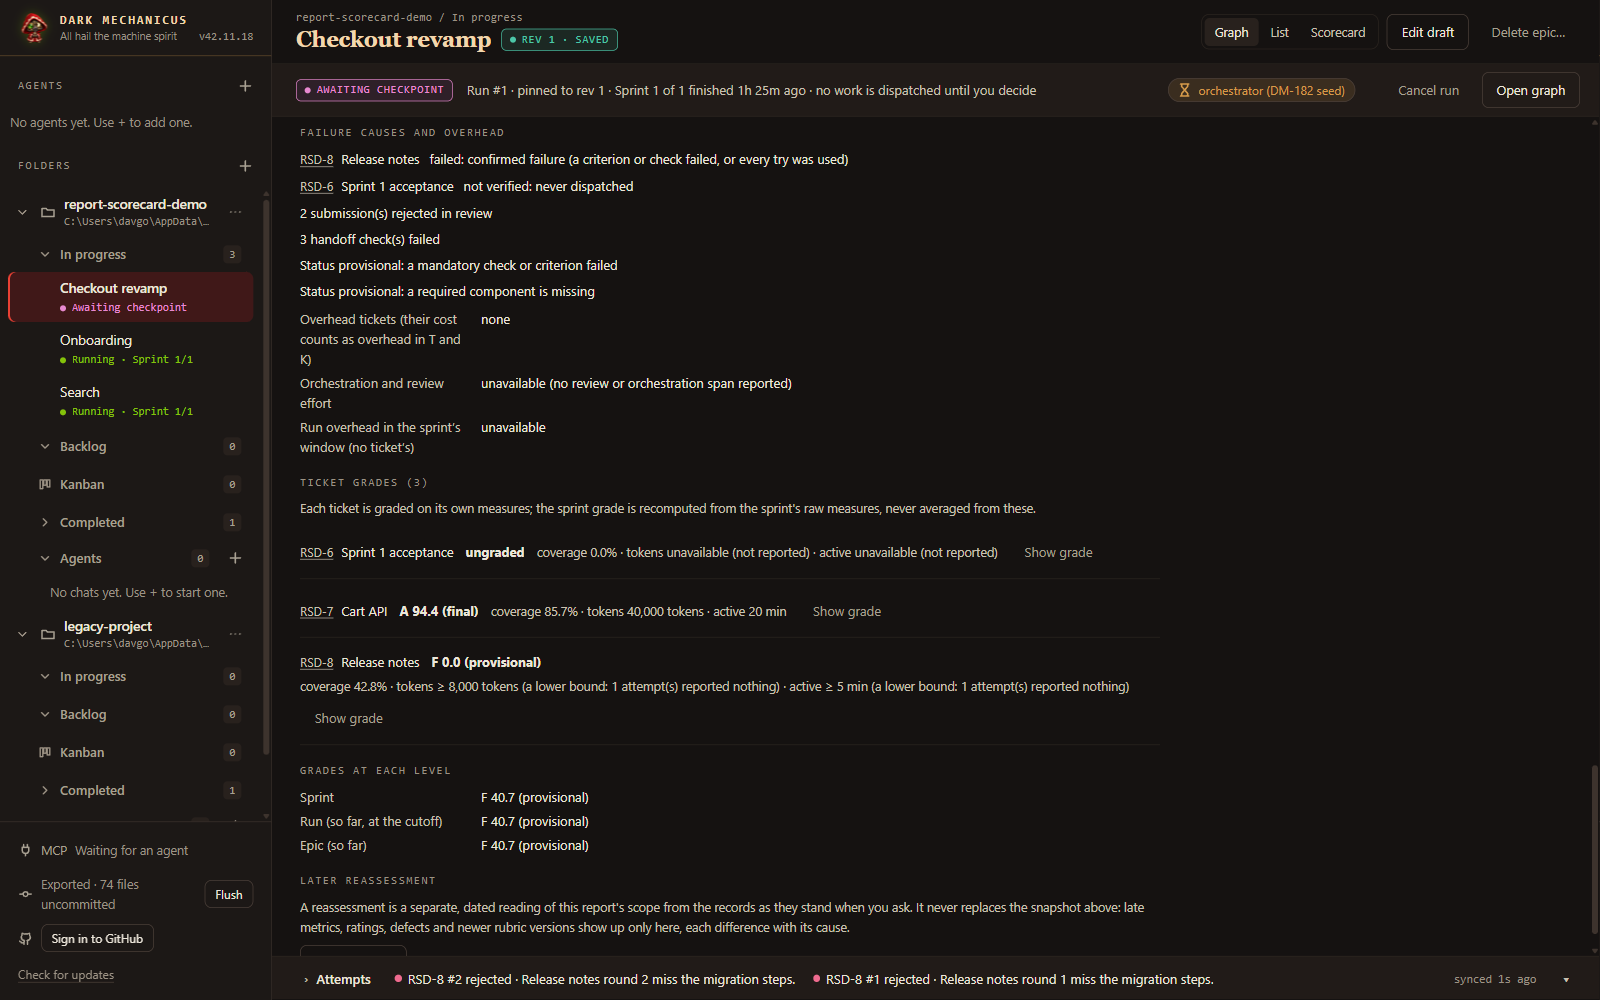 DARK MECHANICUS
All hail the machine spirit v42.11.18
AGENTS
No agents yet. Use + to add one.
FOLDERS
report-scorecard-demo
C:\Users\davgo\AppData\…
In progress 3
Checkout revamp
Awaiting checkpoint
Onboarding
Running · Sprint 1/1
Search
Running · Sprint 1/1
Backlog 0
Kanban 0
Completed 1
Agents 0
No chats yet. Use + to start one.
legacy-project
C:\Users\davgo\AppData\…
In progress 0
Backlog 0
Kanban 0
Completed 1
MCP Waiting for an agent
Exported · 74 files
uncommitted
Flush
Sign in to GitHub
Check for updates
report-scorecard-demo / In progress
Checkout revamp
REV 1 · SAVED
Graph List Scorecard Edit draft Delete epic…
AWAITING CHECKPOINT Run #1 · pinned to rev 1 · Sprint 1 of 1 finished 1h 25m ago · no work is dispatched until you decide
orchestrator (DM-182 seed) Cancel run Open graph
FAILURE CAUSES AND OVERHEAD
RSD-8 Release notes failed: confirmed failure (a criterion or check failed, or every try was used)
RSD-6 Sprint 1 acceptance not verified: never dispatched
2 submission(s) rejected in review
3 handoff check(s) failed
Status provisional: a mandatory check or criterion failed
Status provisional: a required component is missing
Overhead tickets (their cost none
counts as overhead in T and
K)
Orchestration and review unavailable (no review or orchestration span reported)
effort
Run overhead in the sprint's unavailable
window (no ticket's)
TICKET GRADES (3)
Each ticket is graded on its own measures; the sprint grade is recomputed from the sprint's raw measures, never averaged from these.
RSD-6 Sprint 1 acceptance ungraded coverage 0.0% · tokens unavailable (not reported) · active unavailable (not reported) Show grade
RSD-7 Cart API A 94.4 (final) coverage 85.7% · tokens 40,000 tokens · active 20 min Show grade
RSD-8 Release notes F 0.0 (provisional)
coverage 42.8% · tokens ≥ 8,000 tokens (a lower bound: 1 attempt(s) reported nothing) · active ≥ 5 min (a lower bound: 1 attempt(s) reported nothing)
Show grade
GRADES AT EACH LEVEL
Sprint F 40.7 (provisional)
Run (so far, at the cutoff) F 40.7 (provisional)
Epic (so far) F 40.7 (provisional)
LATER REASSESSMENT
A reassessment is a separate, dated reading of this report's scope from the records as they stand when you ask. It never replaces the snapshot above: late
metrics, ratings, defects and newer rubric versions show up only here, each difference with its cause.
Attempts RSD-8 #2 rejected · Release notes round 2 miss the migration steps. RSD-8 #1 rejected · Release notes round 1 miss the migration steps.
synced 1s ago